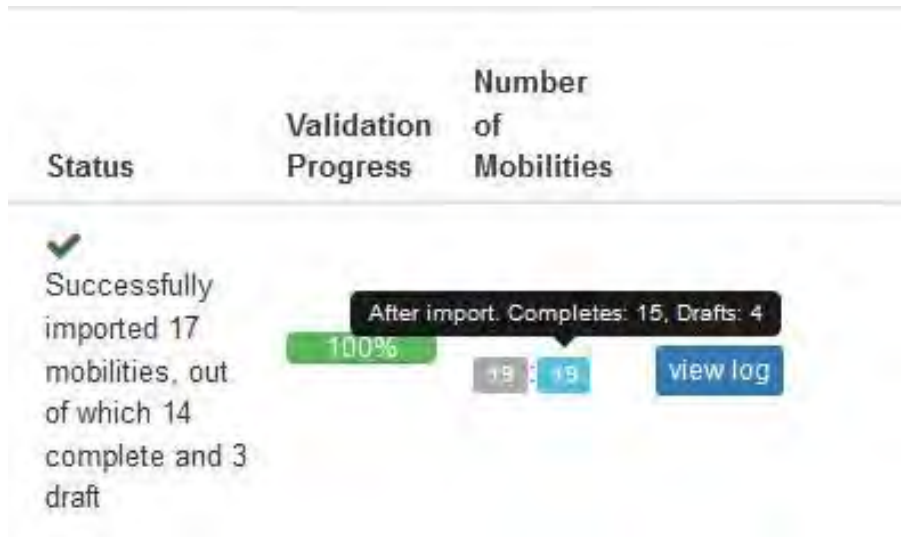 Status
Validation
Progress
Number
of
Mobilities
Successfully
imported 17
mobilities, out
of which 14
complete and 3
draft
After import. Completes: 15, Drafts: 4
100%
19 : 19
view log